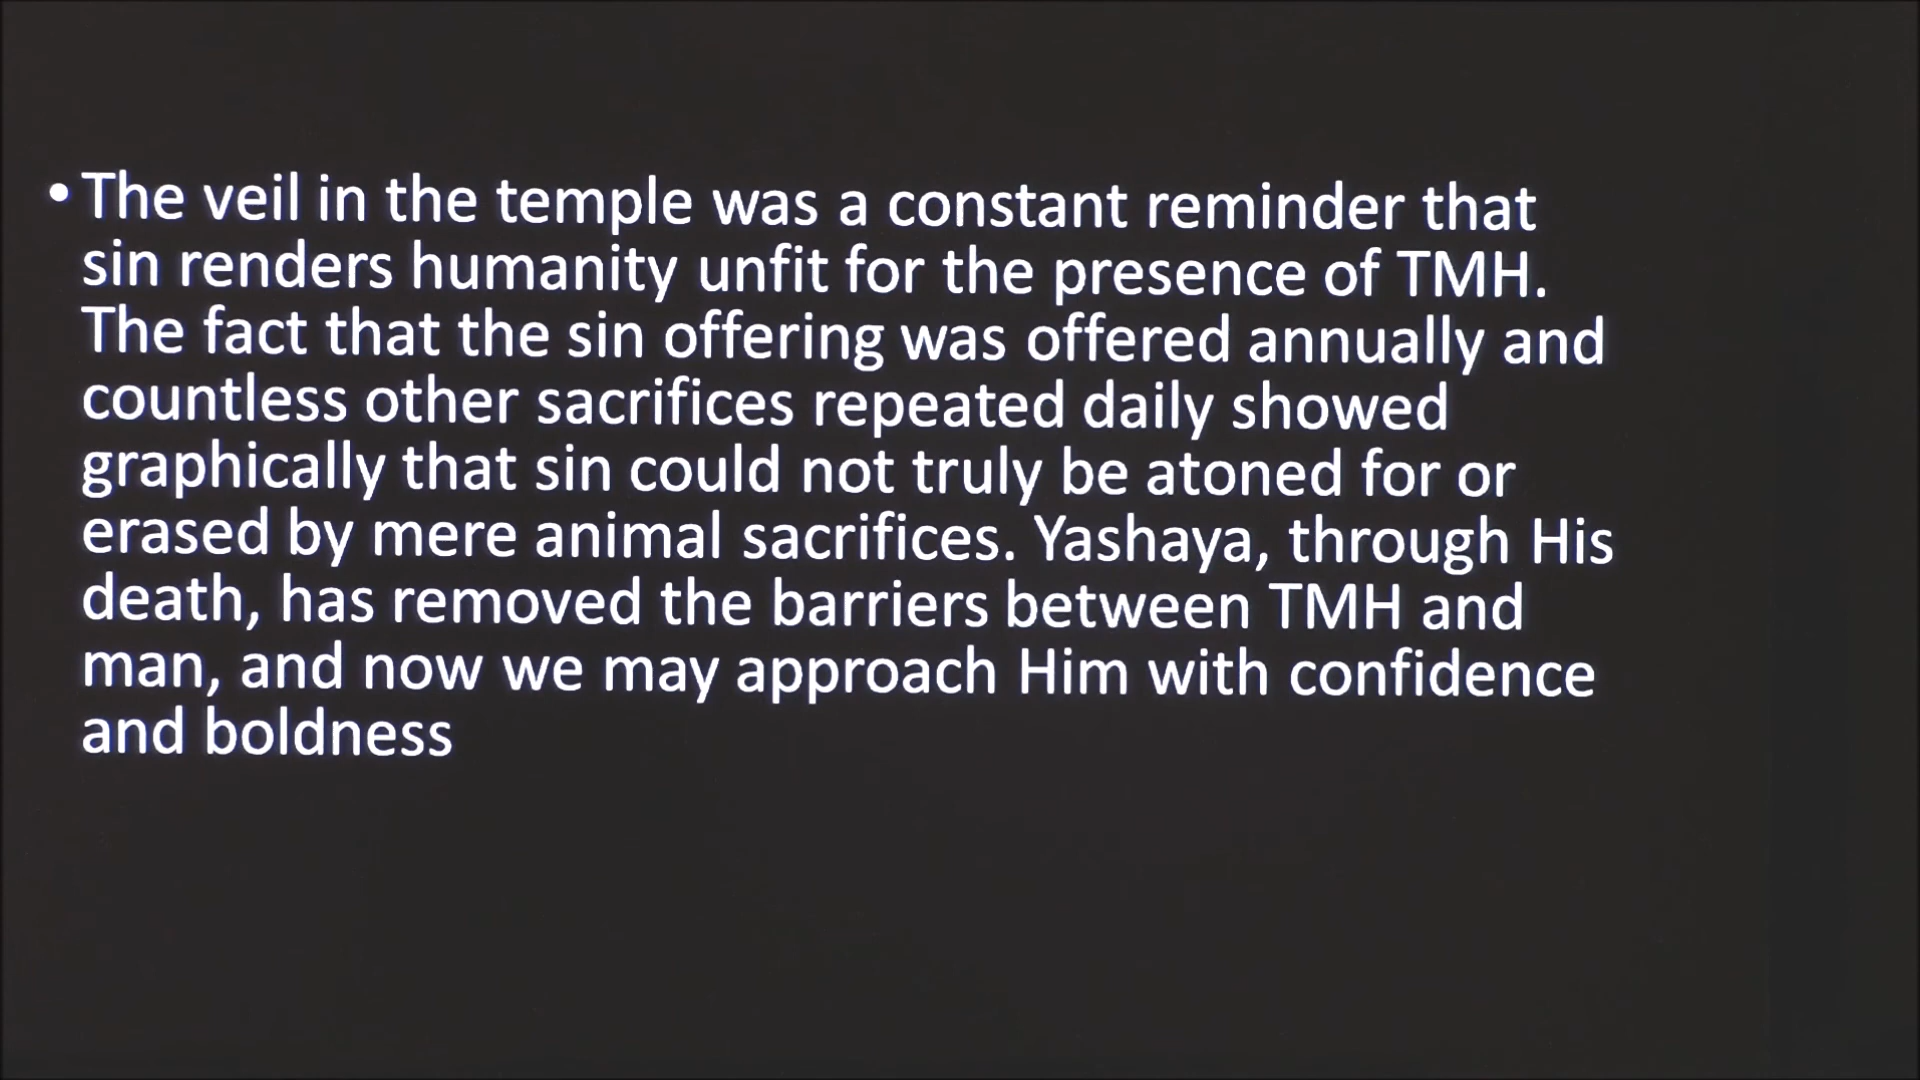 • The veil in the temple was a constant reminder that
sin renders humanity unfit for the presence of TMH.
The fact that the sin offering was offered annually and
countless other sacrifices repeated daily showed
graphically that sin could not truly be atoned for or
erased by mere animal sacrifices. Yashaya, through His
death, has removed the barriers between TMH and
man, and now we may approach Him with confidence
and boldness